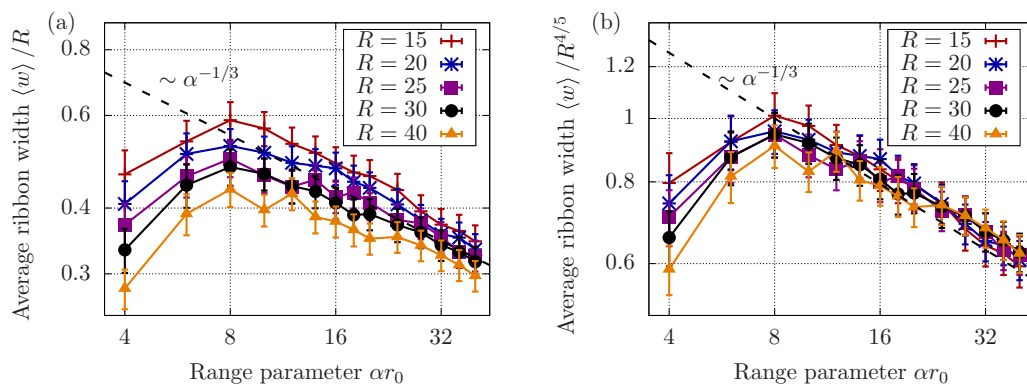 (a)
Average ribbon width ⟨w⟩/R
0.8
0.6
0.4
0.3
∼ α^{-1/3}
R = 15
R = 20
R = 25
R = 30
R = 40
4
8
16
32
Range parameter αr₀
(b)
Average ribbon width ⟨w⟩/R^{4/5}
1.2
1
0.8
0.6
∼ α^{-1/3}
R = 15
R = 20
R = 25
R = 30
R = 40
4
8
16
32
Range parameter αr₀